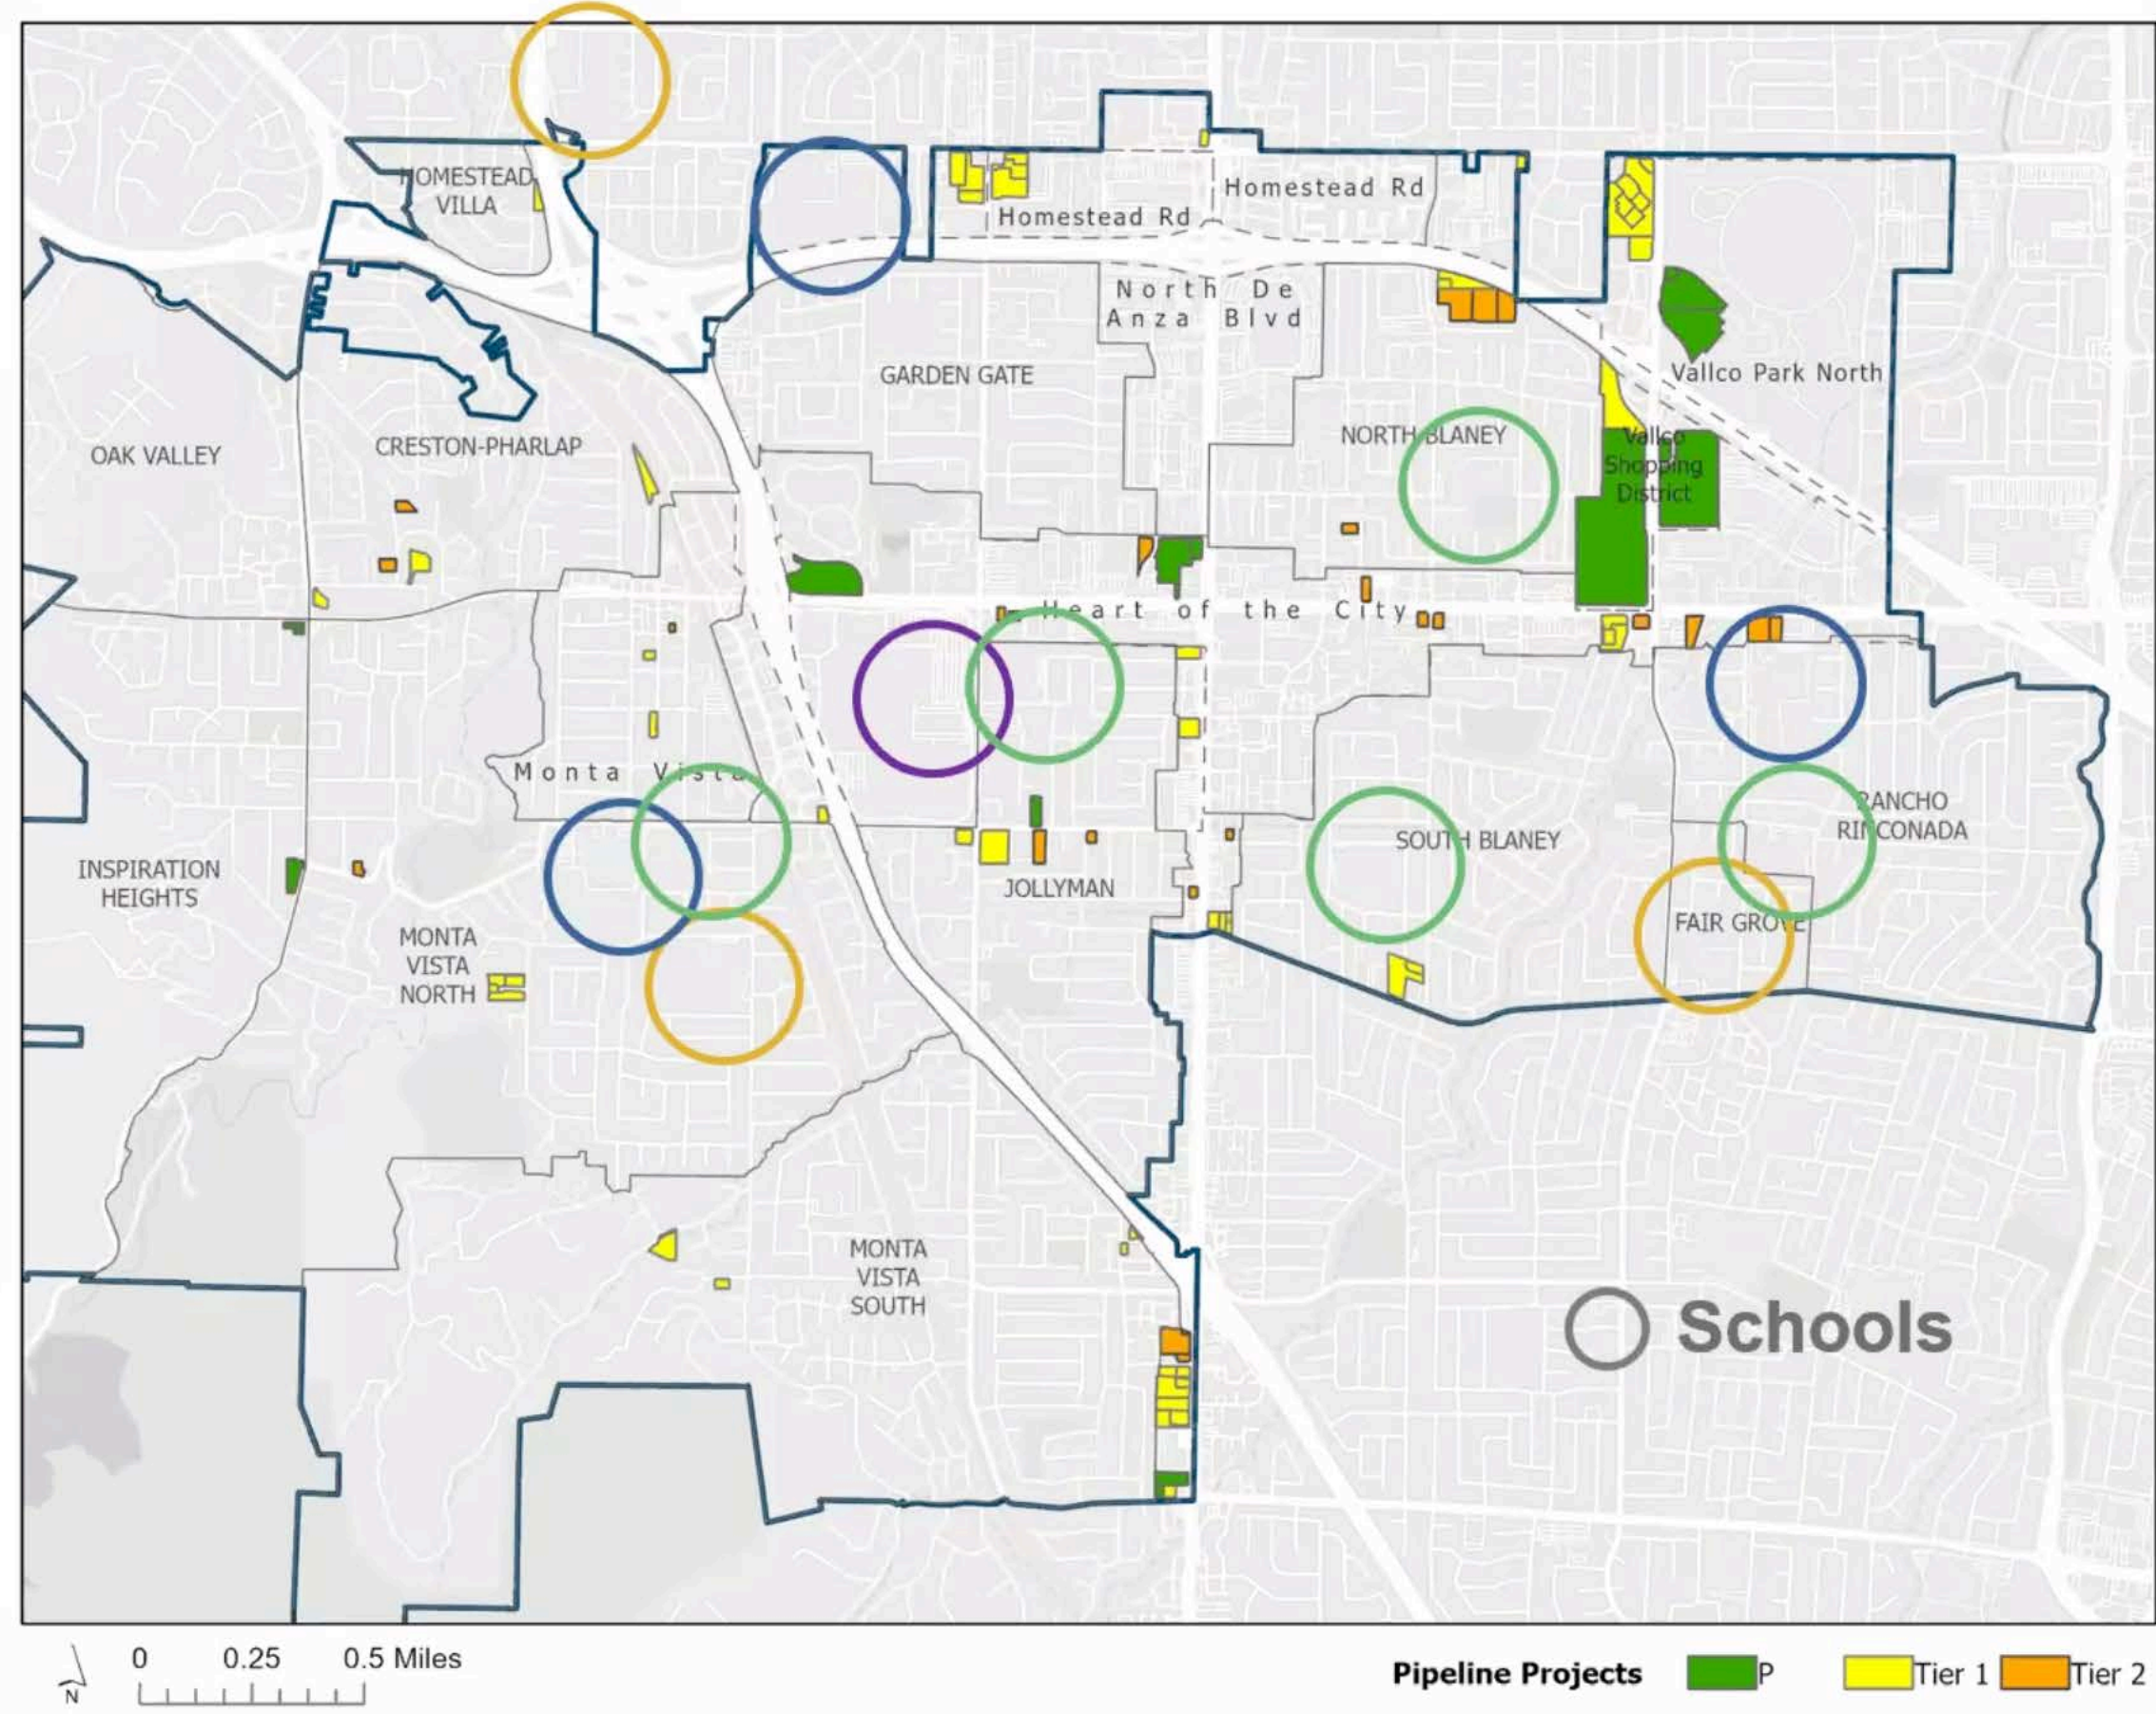 HOMESTEAD
VILLA
Homestead Rd
Homestead Rd
North De
Anza Blvd
GARDEN GATE
Vallco Park North
OAK VALLEY
CRESTON-PHARLAP
NORTH BLANEY
Vallco
Shopping
District
Heart of the City
Monta Vista
RANCHO
RINCONADA
SOUTH BLANEY
INSPIRATION
HEIGHTS
JOLLYMAN
FAIR GROVE
MONTA
VISTA
NORTH
MONTA
VISTA
SOUTH
Schools
N
0 0.25 0.5 Miles
Pipeline Projects P Tier 1 Tier 2